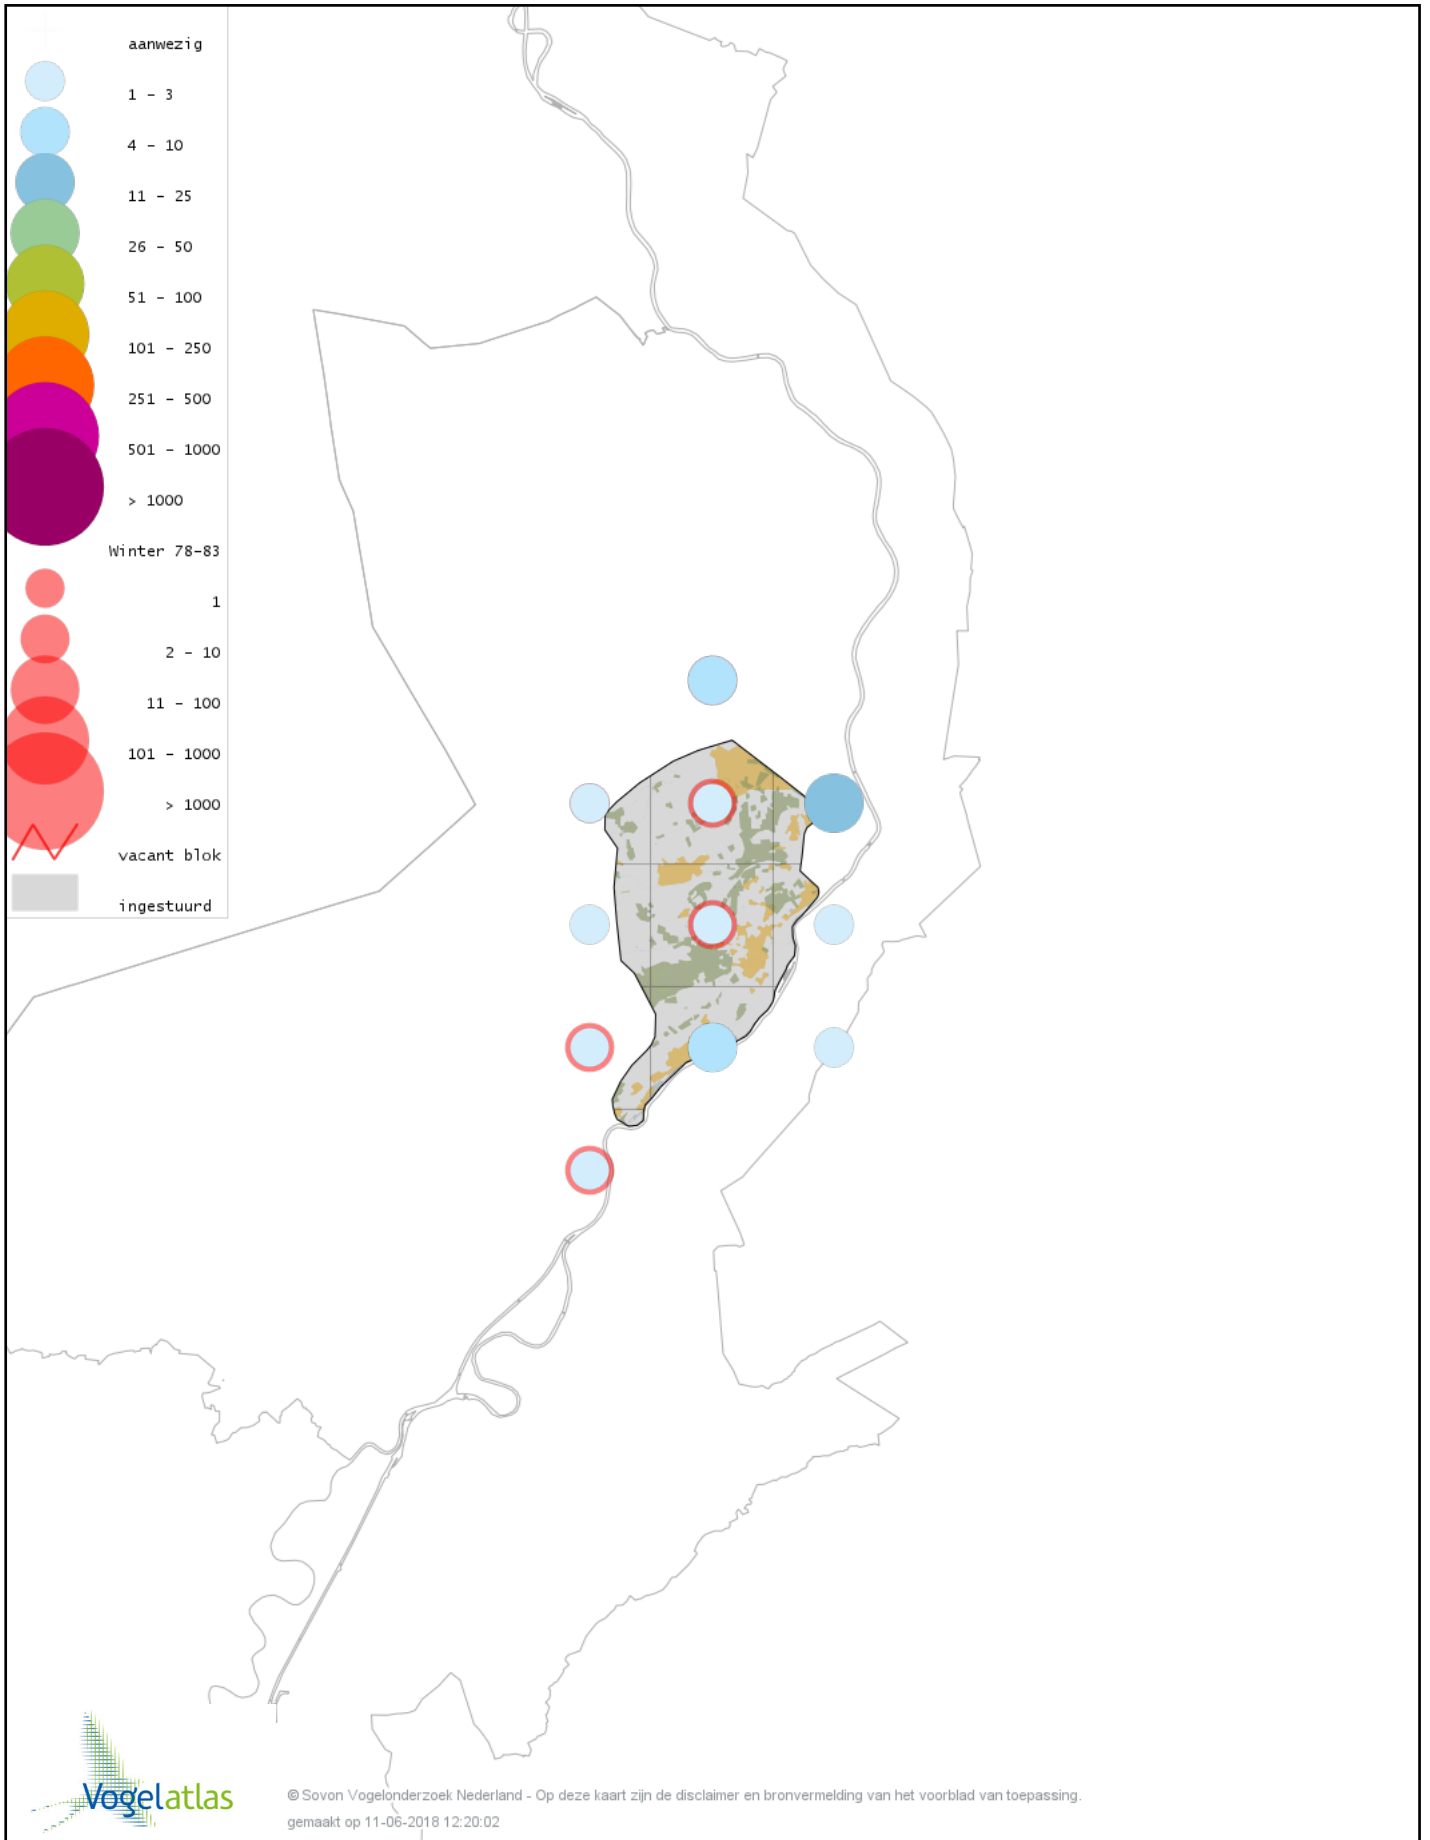 aanwezig
1 - 3
4 - 10
11 - 25
26 - 50
51 - 100
101 - 250
251 - 500
501 - 1000
> 1000
Winter 78-83
1
2 - 10
11 - 100
101 - 1000
> 1000
vacant blok
ingestuurd
Vogelatlas
© Sovon Vogelonderzoek Nederland - Op deze kaart zijn de disclaimer en bronvermelding van het voorblad van toepassing.
gemaakt op 11-06-2018 12:20:02